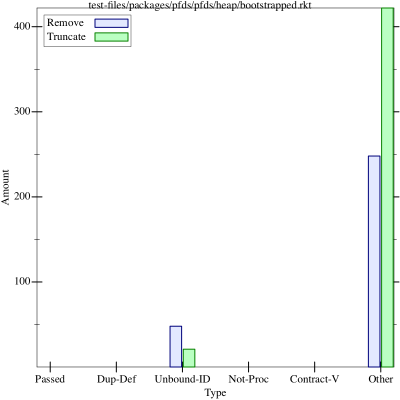 test-files/packages/pfds/pfds/heap/bootstrapped.rkt
Remove
Truncate
400
300
200
100
Amount
Passed Dup-Def Unbound-ID Not-Proc Contract-V Other
Type